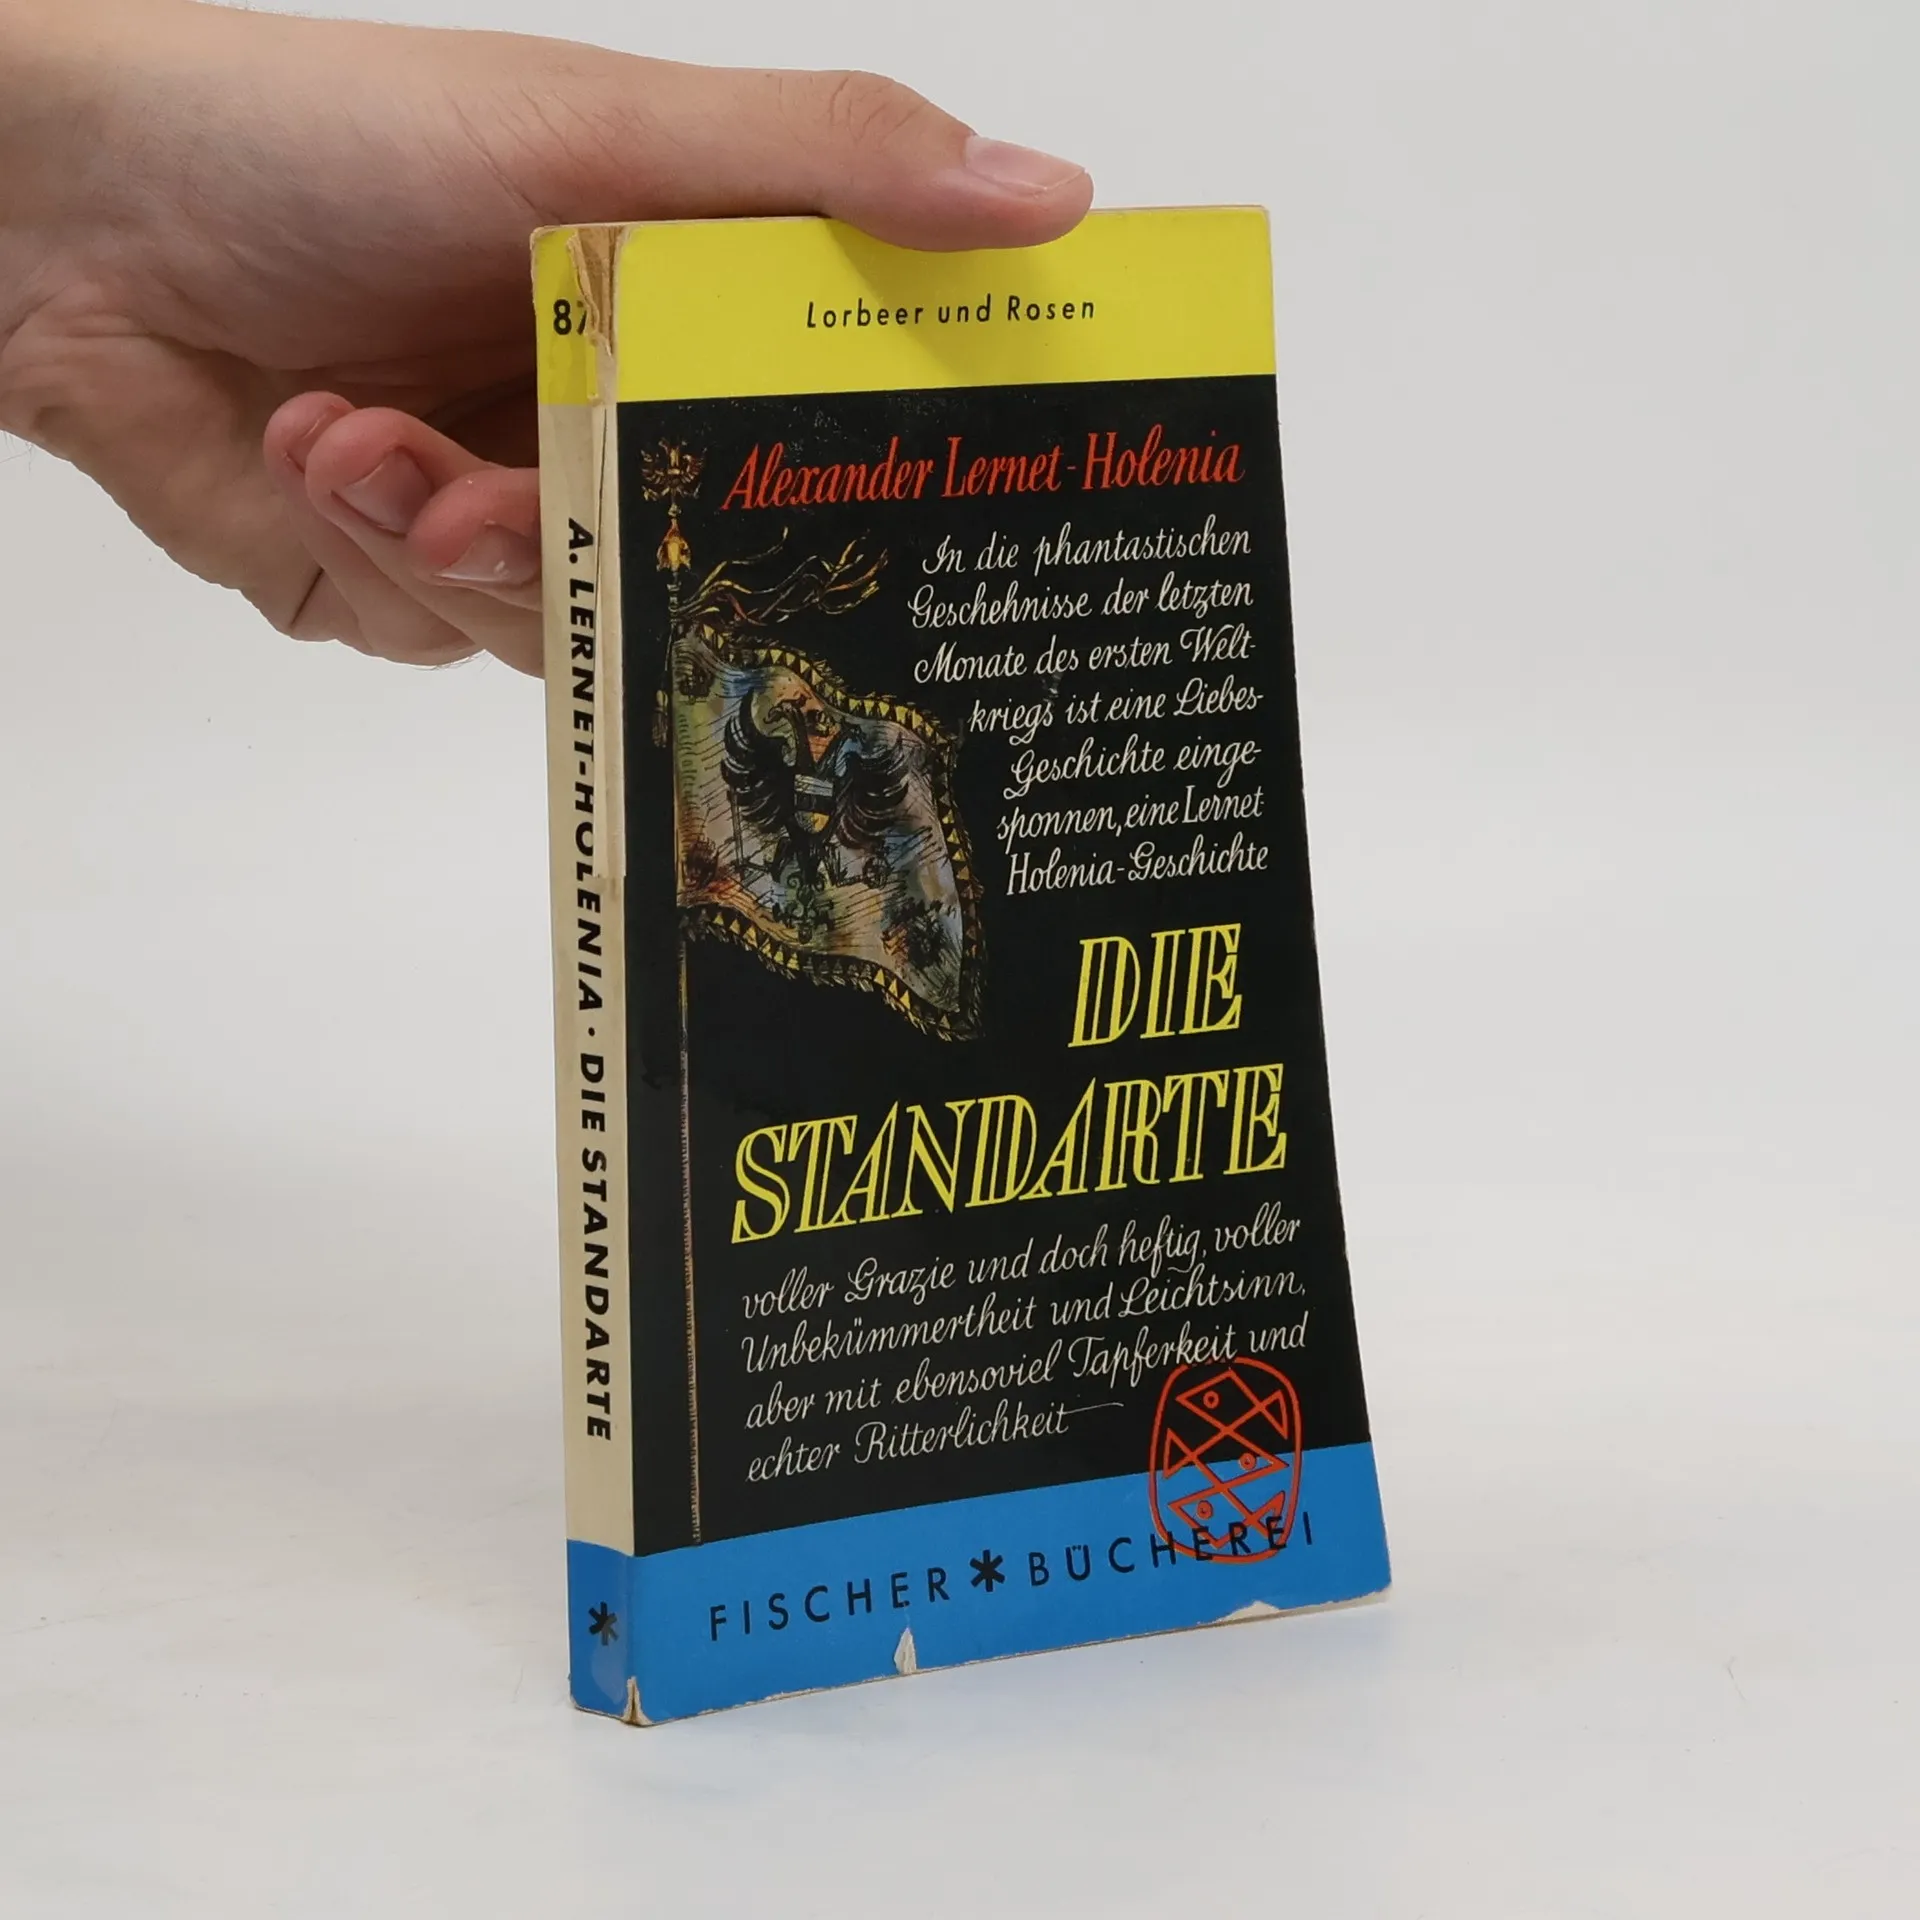 87
Lorbeer und Rosen
Alexander Lernet-Holenia
In die phantastischen
Geschehnisse der letzten
Monate des ersten Welt-
kriegs ist eine Liebes-
Geschichte einge-
sponnen, eine Lernet-
Holenia-Geschichte
DIE
STANDARTE
voller Grazie und doch heftig, voller
Unbekümmertheit und Leichtsinn,
aber mit ebensoviel Tapferkeit und
echter Ritterlichkeit
FISCHER * BÜCHEREI
A. LERNET-HOLENIA · DIE STANDARTE
*